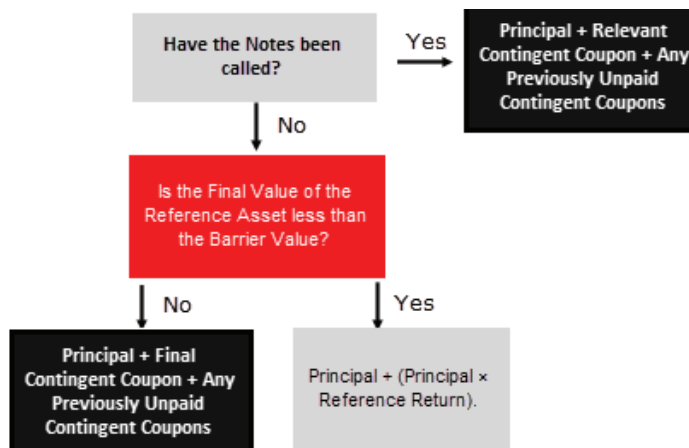 Have the Notes been
called?
Yes
Principal + Relevant
Contingent Coupon + Any
Previously Unpaid
Contingent Coupons
No
Is the Final Value of the
Reference Asset less than
the Barrier Value?
No
Yes
Principal + Final
Contingent Coupon + Any
Previously Unpaid
Contingent Coupons
Principal + (Principal ×
Reference Return).